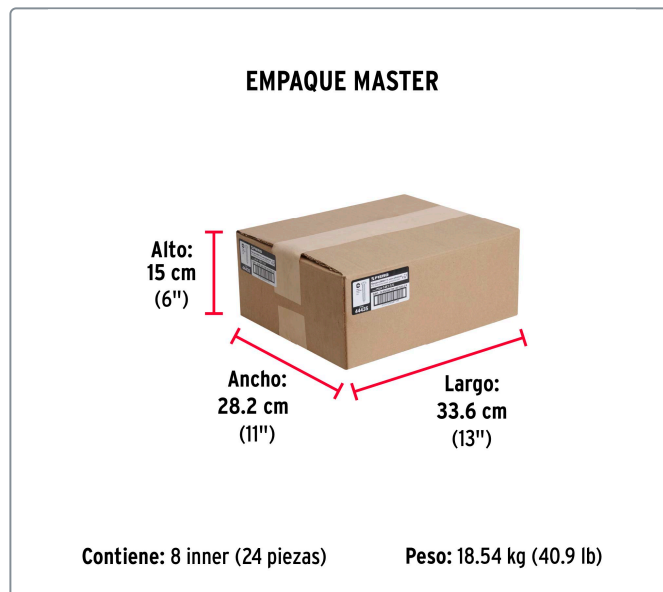 EMPAQUE MASTER
Alto:
15 cm
(6")
Ancho:
28.2 cm
(11")
Largo:
33.6 cm
(13")
Contiene: 8 inner (24 piezas)
Peso: 18.54 kg (40.9 lb)